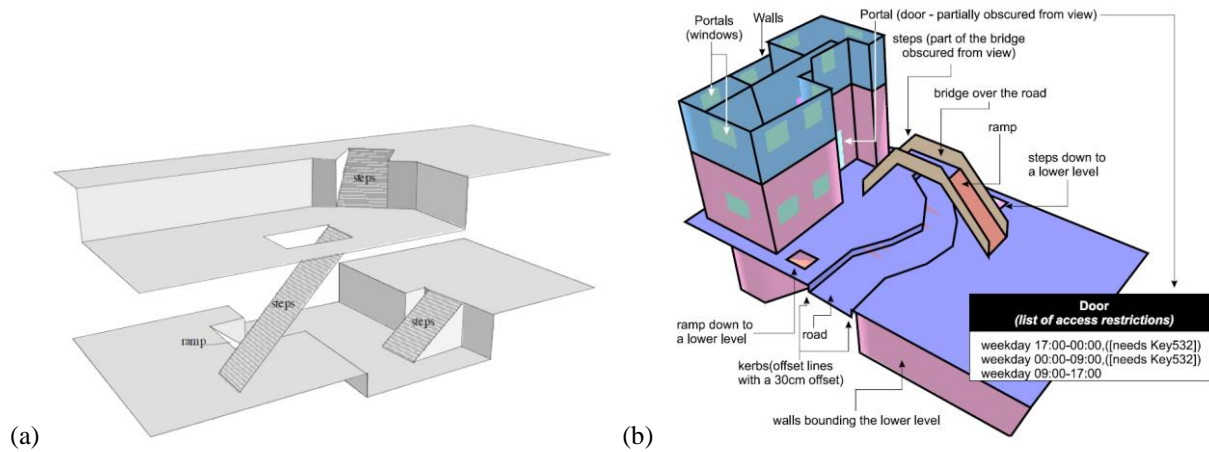 steps
steps
steps
ramp
(a)
Portals
(windows)
Walls
Portal (door - partially obscured from view)
steps (part of the bridge
obscured from view)
bridge over the road
ramp
steps down to
a lower level
ramp down to
a lower level
road
kerbs(offset lines
with a 30cm offset)
walls bounding the lower level
Door
(list of access restrictions)
weekday 17:00-00:00,([needs Key532])
weekday 00:00-09:00,([needs Key532])
weekday 09:00-17:00
(b)